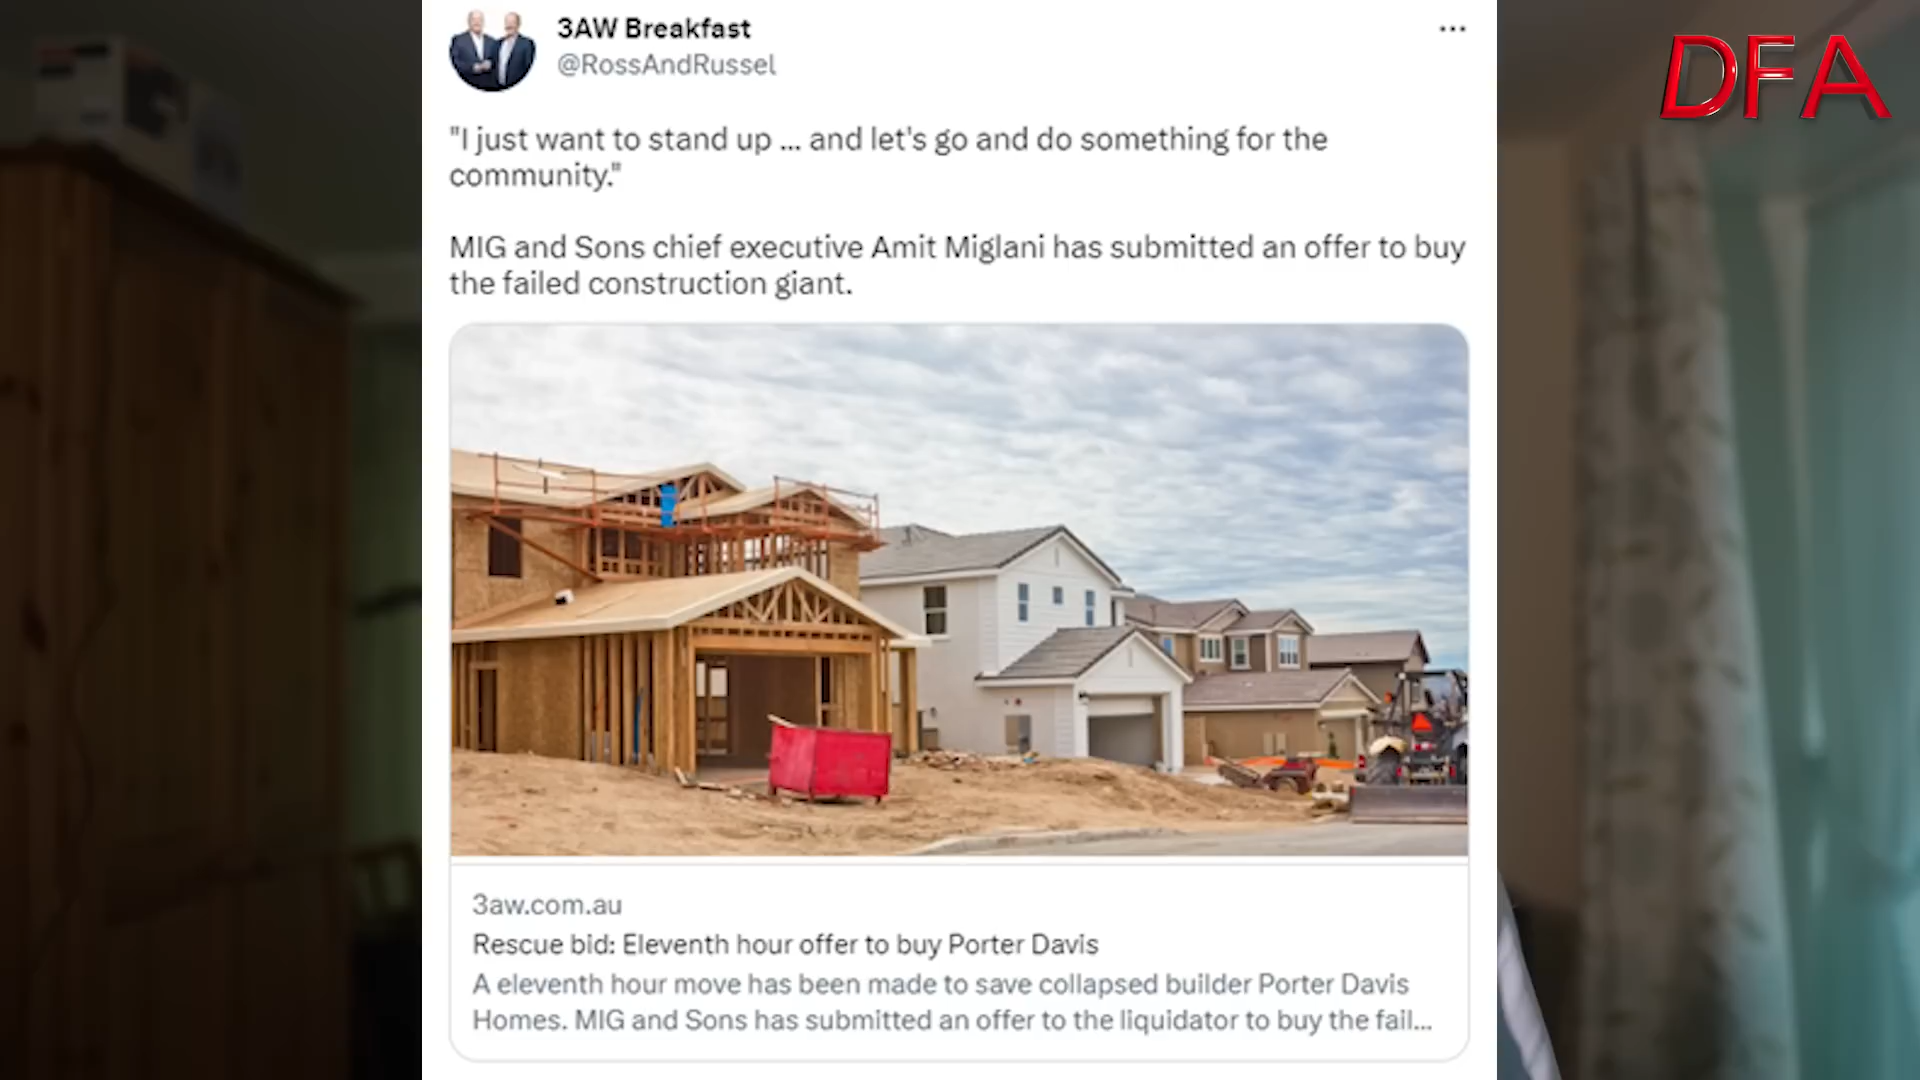 3AW Breakfast
@RossAndRussel
DFA
"I just want to stand up ... and let's go and do something for the
community."
MIG and Sons chief executive Amit Miglani has submitted an offer to buy
the failed construction giant.
3aw.com.au
Rescue bid: Eleventh hour offer to buy Porter Davis
A eleventh hour move has been made to save collapsed builder Porter Davis
Homes. MIG and Sons has submitted an offer to the liquidator to buy the fail...